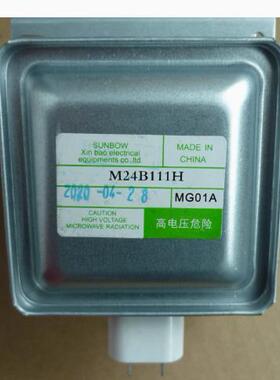 SUNBOW
Xin bao electrical
equipments co.,ltd
MADE IN
CHINA
M24B111H
2020-04-28
MG01A
CAUTION
HIGH VOLTAGE
MICROWAVE RADIATION
高电压危险